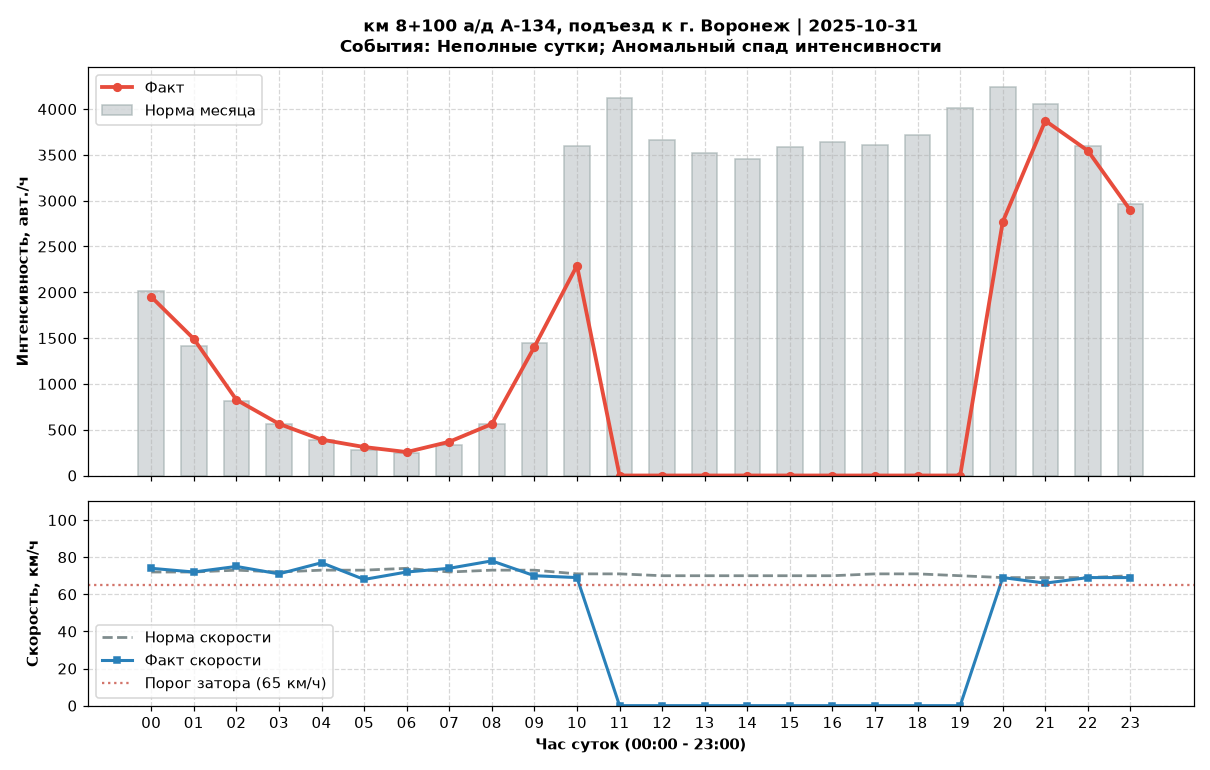 км 8+100 а/д А-134, подъезд к г. Воронеж | 2025-10-31
События: Неполные сутки; Аномальный спад интенсивности
Факт
Норма месяца
Интенсивность, авт./ч
4000
3500
3000
2500
2000
1500
1000
500
0
Скорость, км/ч
100
80
60
40
20
0
Норма скорости
Факт скорости
Порог затора (65 км/ч)
00 01 02 03 04 05 06 07 08 09 10 11 12 13 14 15 16 17 18 19 20 21 22 23
Час суток (00:00 - 23:00)